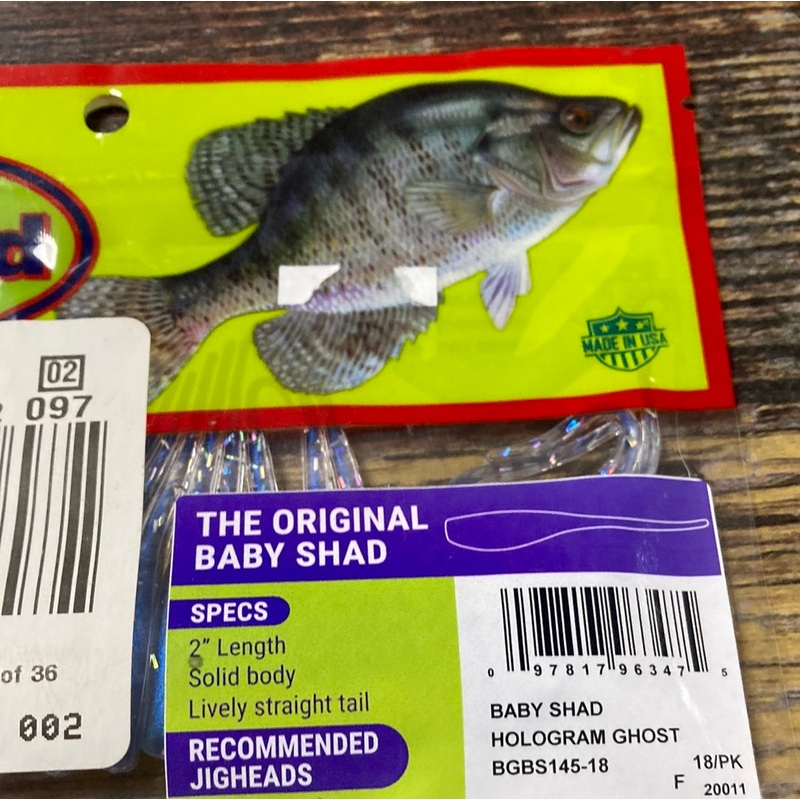 d
MADE IN USA
02
097
of 36
002
THE ORIGINAL
BABY SHAD
SPECS
2” Length
Solid body
Lively straight tail
RECOMMENDED
JIGHEADS
0 97817 96347 5
BABY SHAD
HOLOGRAM GHOST
BGBS145-18
18/PK
F 20011